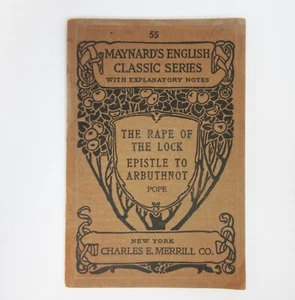 55
MAYNARD'S ENGLISH
CLASSIC SERIES
WITH EXPLANATORY NOTES
THE RAPE OF
THE LOCK
EPISTLE TO
ARBUTHNOT
POPE
NEW YORK
CHARLES E. MERRILL CO.